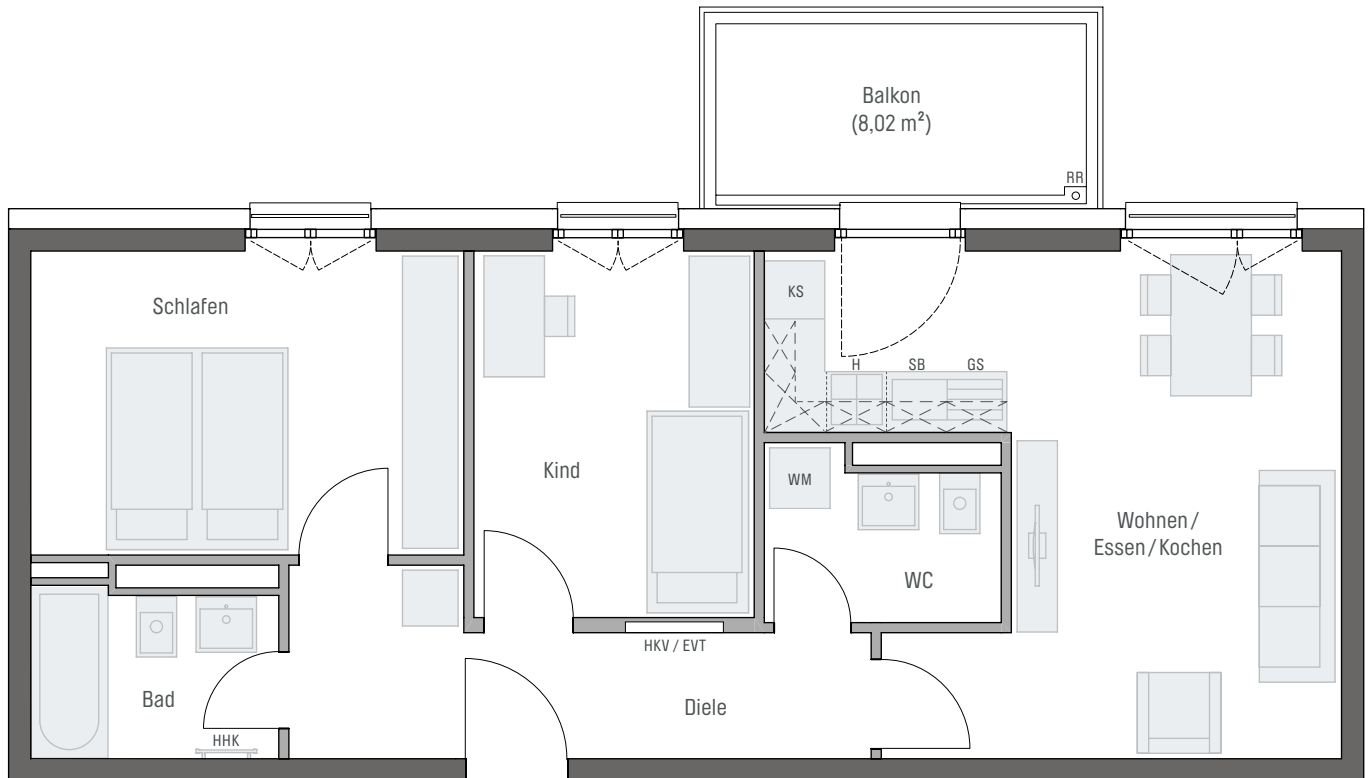 Balkon
(8,02 m²)
RR
Schlafen
KS
H
SB
GS
Kind
WM
WC
Wohnen /
Essen / Kochen
HKV / EVT
Bad
HHK
Diele